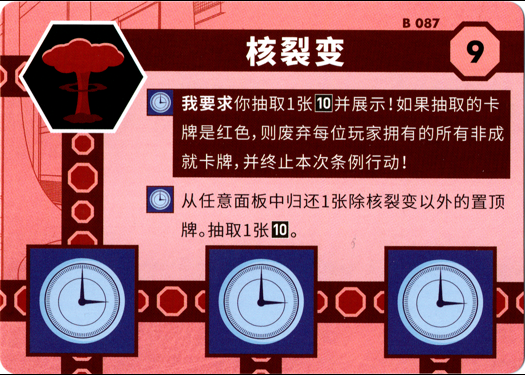 B 087
核裂变
9
我要求你抽取1张10并展示!如果抽取的卡
牌是红色,则废弃每位玩家拥有的所有非成
就卡牌,并终止本次条例行动!
从任意面板中归还1张除核裂变以外的置顶
牌。抽取1张10。